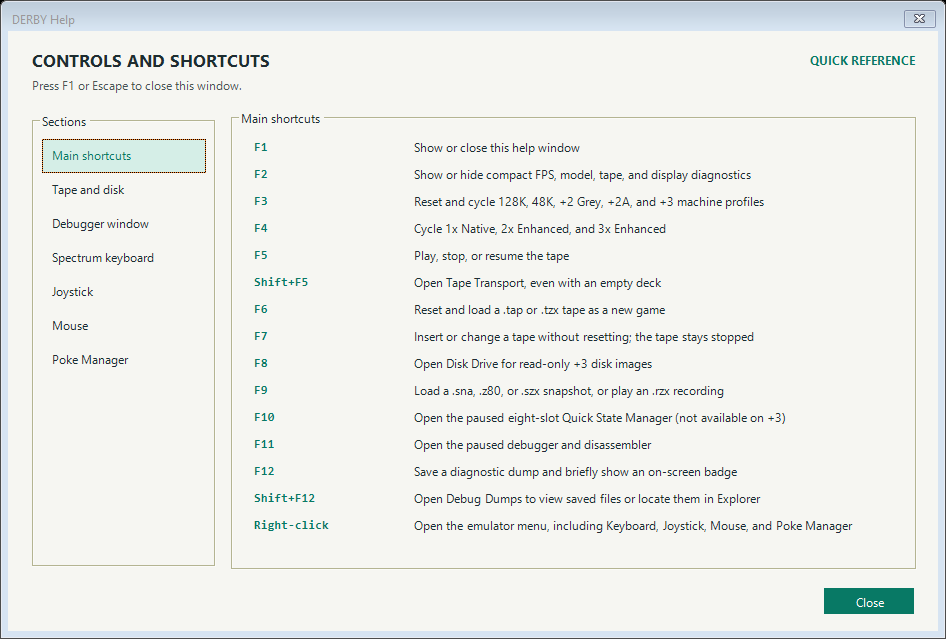 DERBY Help
CONTROLS AND SHORTCUTS
QUICK REFERENCE
Press F1 or Escape to close this window.
Sections
Main shortcuts
Tape and disk
Debugger window
Spectrum keyboard
Joystick
Mouse
Poke Manager
Main shortcuts
F1 Show or close this help window
F2 Show or hide compact FPS, model, tape, and display diagnostics
F3 Reset and cycle 128K, 48K, +2 Grey, +2A, and +3 machine profiles
F4 Cycle 1x Native, 2x Enhanced, and 3x Enhanced
F5 Play, stop, or resume the tape
Shift+F5 Open Tape Transport, even with an empty deck
F6 Reset and load a .tap or .tzx tape as a new game
F7 Insert or change a tape without resetting; the tape stays stopped
F8 Open Disk Drive for read-only +3 disk images
F9 Load a .sna, .z80, or .szx snapshot, or play an .rzx recording
F10 Open the paused eight-slot Quick State Manager (not available on +3)
F11 Open the paused debugger and disassembler
F12 Save a diagnostic dump and briefly show an on-screen badge
Shift+F12 Open Debug Dumps to view saved files or locate them in Explorer
Right-click Open the emulator menu, including Keyboard, Joystick, Mouse, and Poke Manager
Close